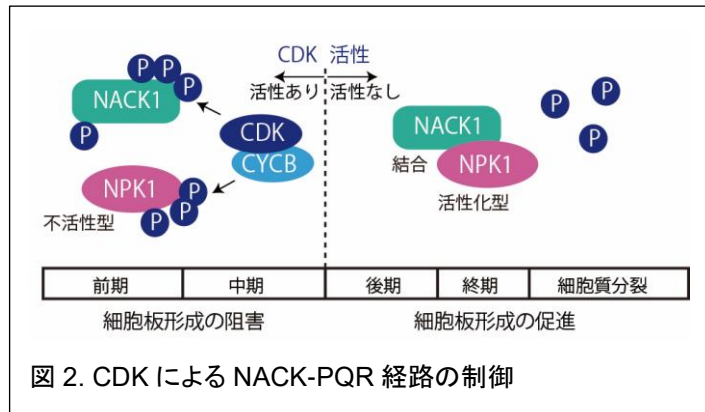 CDK 活性
活性あり 活性なし
P P P
NACK1
P
CDK
CYCB
NPK1
P
P
P
不活性型
NACK1
結合
NPK1
活性化型
P
P
P
前期 中期 後期 終期 細胞質分裂
細胞板形成の阻害 細胞板形成の促進
図 2. CDK による NACK-PQR 経路の制御